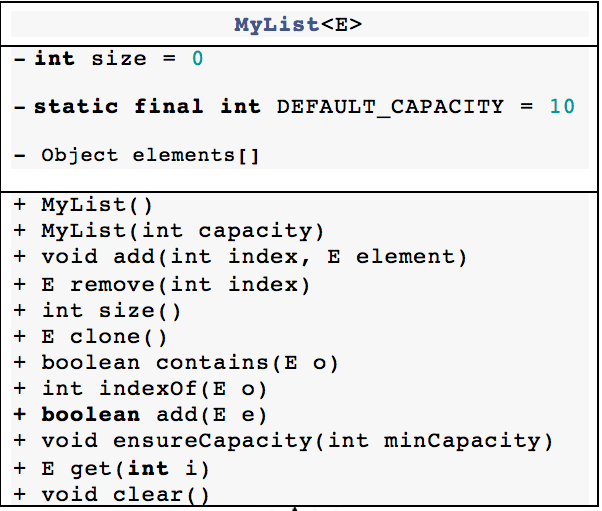 MyList<E>
- int size = 0
- static final int DEFAULT_CAPACITY = 10
- Object elements[]
+ MyList()
+ MyList(int capacity)
+ void add(int index, E element)
+ E remove(int index)
+ int size()
+ E clone()
+ boolean contains(E o)
+ int indexOf(E o)
+ boolean add(E e)
+ void ensureCapacity(int minCapacity)
+ E get(int i)
+ void clear()